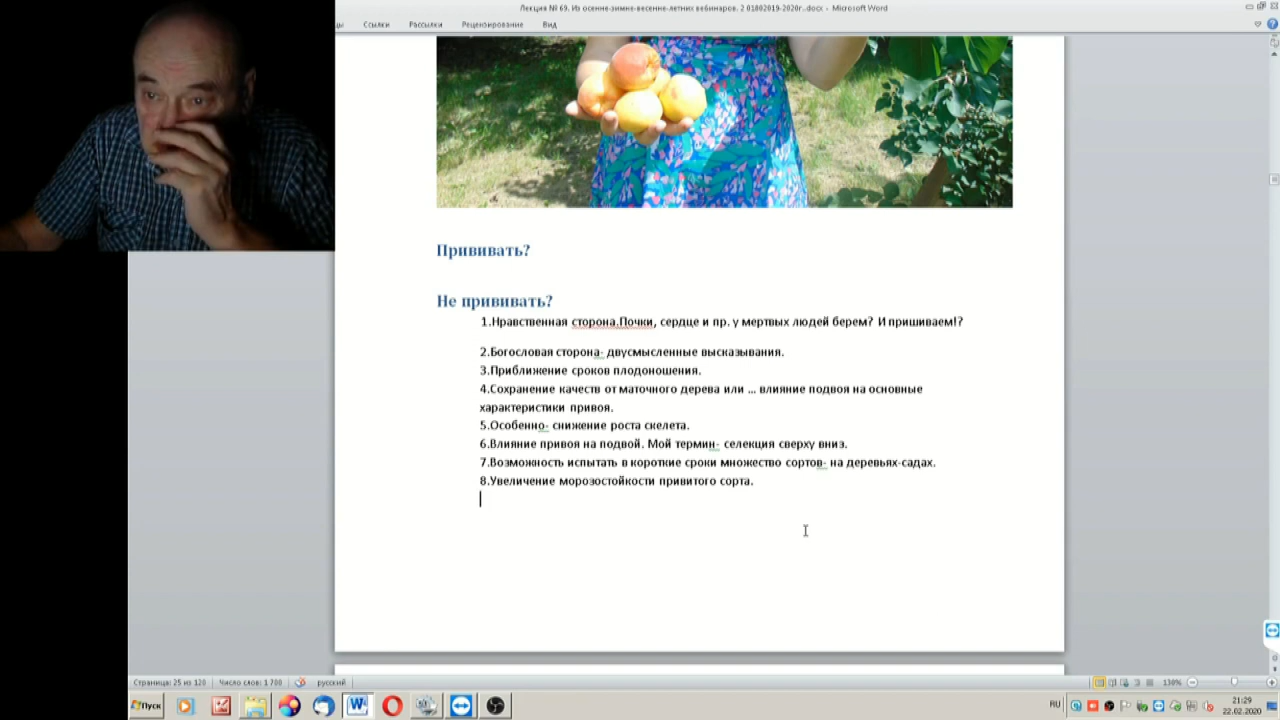 Лекция № 69. Из осенне-зимне-весенне-летних вебинаров. 2 01802019-2020г..docx - Microsoft Word
Ссылки Рассылки Рецензирование Вид
Прививать?
Не прививать?
1.Нравственная сторона.Почки, сердце и пр. у мертвых людей берем? И пришиваем!?
2.Богословая сторона- двусмысленные высказывания.
3.Приближение сроков плодоношения.
4.Сохранение качеств от маточного дерева или ... влияние подвоя на основные
характеристики привоя.
5.Особенно- снижение роста скелета.
6.Влияние привоя на подвой. Мой термин- селекция сверху вниз.
7.Возможность испытать в короткие сроки множество сортов- на деревьях-садах.
8.Увеличение морозостойкости привитого сорта.
Страница: 25 из 120 Число слов: 1 700 русский 130%
Пуск RU 21:29
22.02.2020